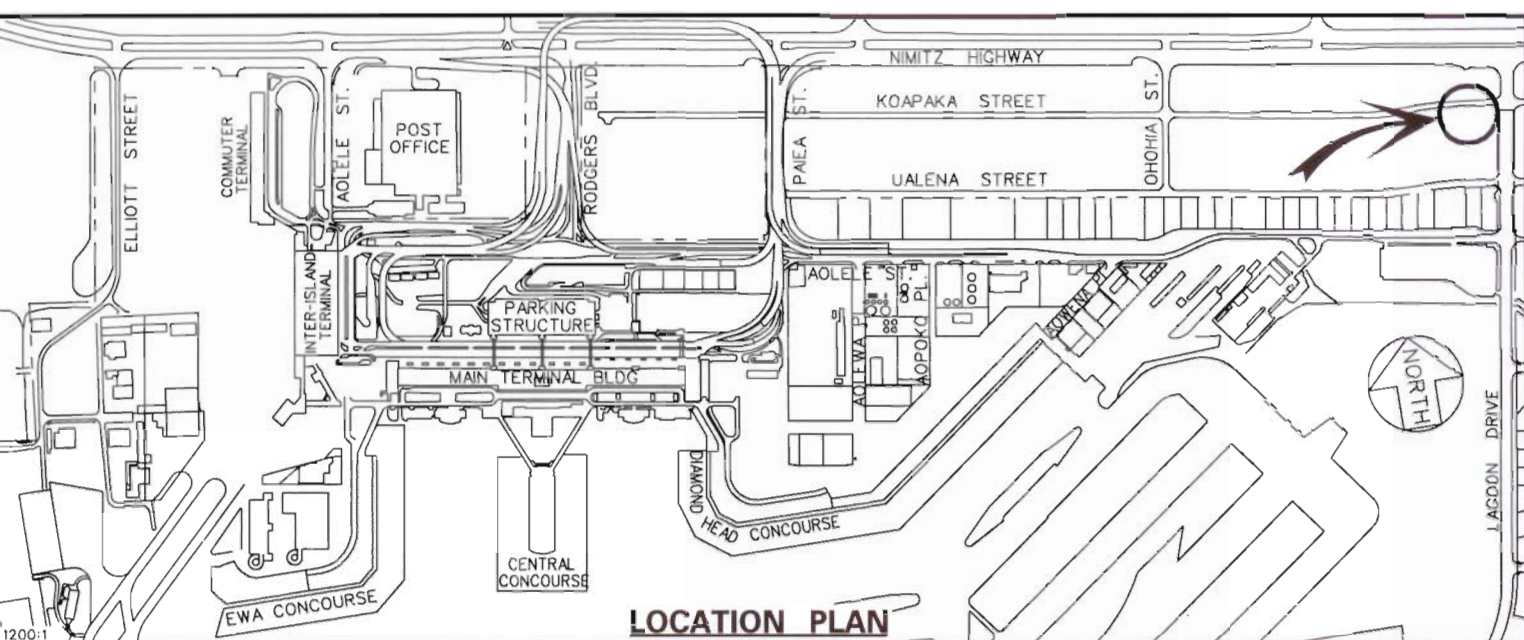 NIMITZ HIGHWAY
KOAPAKA STREET
UALENA STREET
ELLIOTT STREET
COMMUTER
TERMINAL
AOLELE ST.
POST
OFFICE
RODGERS BLVD.
PAIEA ST.
OHOHIA ST.
INTER-ISLAND
TERMINAL
PARKING
STRUCTURE
MAIN TERMINAL BLDG
AOLELE ST.
AOLEWA P
AOPOKO PL.
AOWENA P
NORTH
LAGOON DRIVE
DIAMOND
HEAD CONCOURSE
CENTRAL
CONCOURSE
EWA CONCOURSE
LOCATION PLAN
1200:1